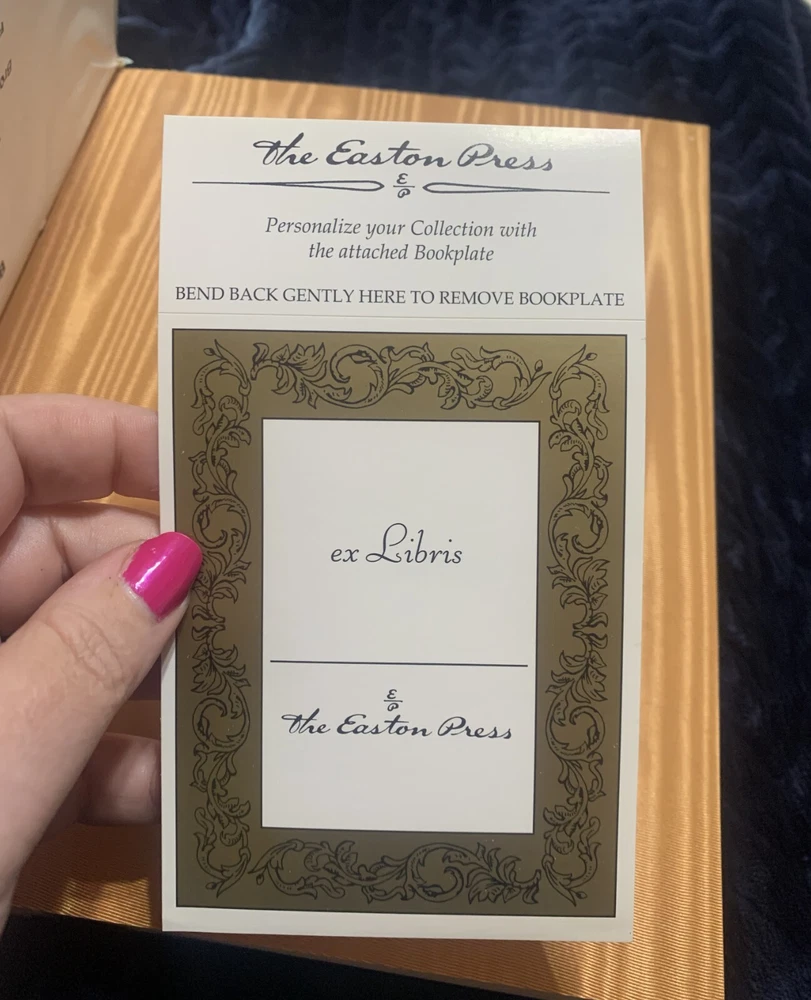 The Easton Press
E
P
Personalize your Collection with
the attached Bookplate
BEND BACK GENTLY HERE TO REMOVE BOOKPLATE
ex Libris
E
P
The Easton Press